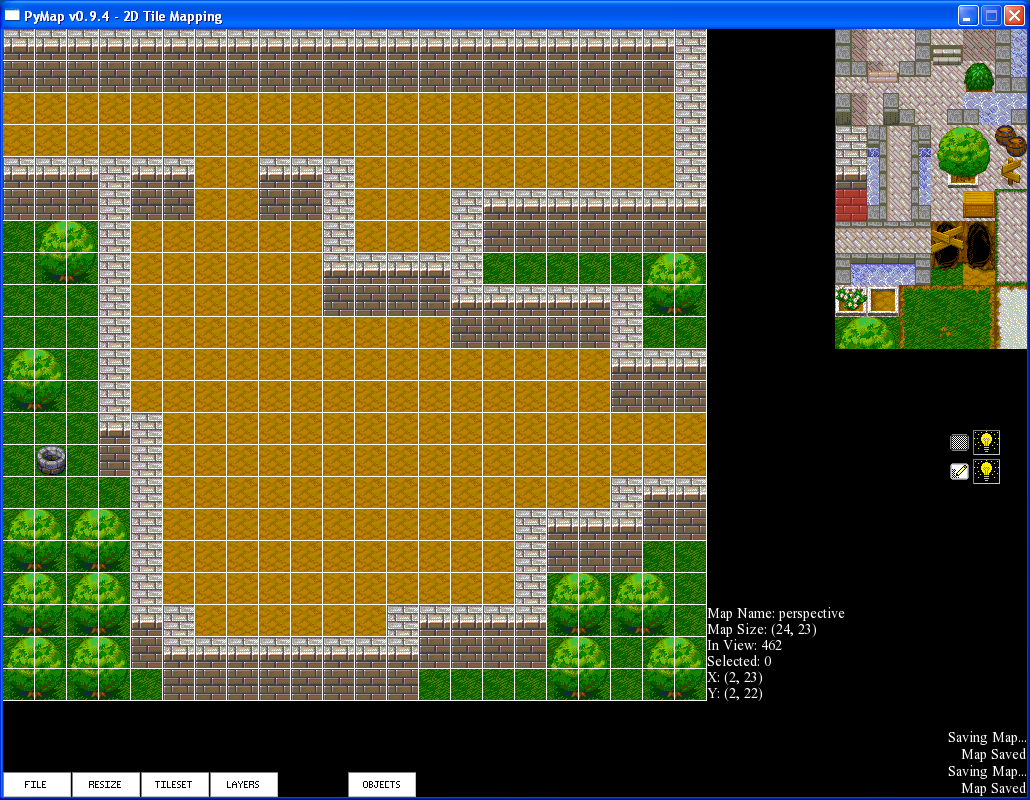 PyMap v0.9.4 - 2D Tile Mapping
Map Name: perspective
Map Size: (24, 23)
In View: 462
Selected: 0
X: (2, 23)
Y: (2, 22)
Saving Map...
Map Saved
Saving Map...
Map Saved
FILE
RESIZE
TILESET
LAYERS
OBJECTS